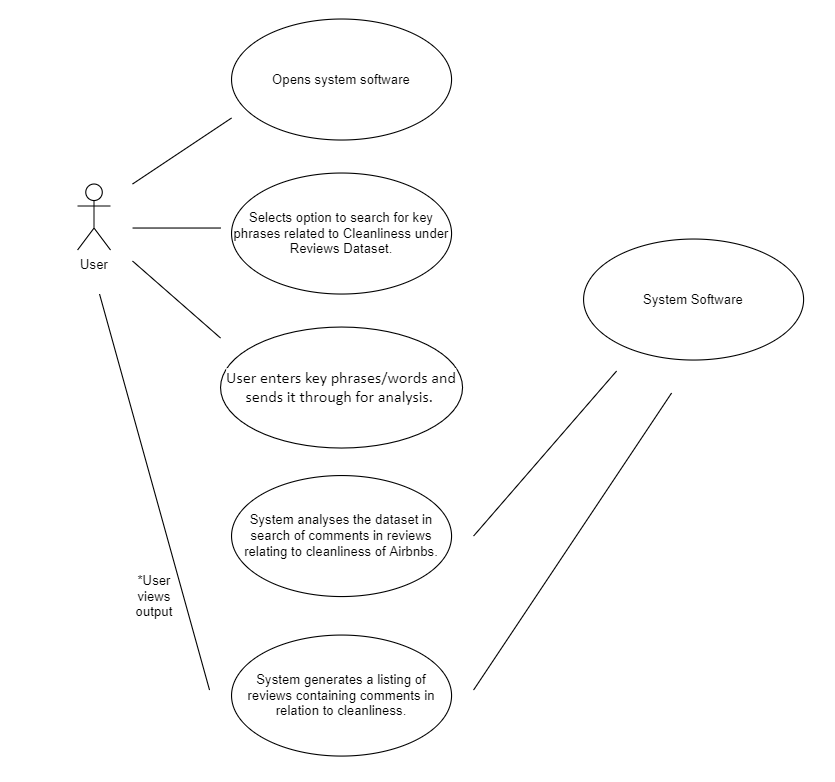 Opens system software
Selects option to search for key
phrases related to Cleanliness under
Reviews Dataset.
User
System Software
User enters key phrases/words and
sends it through for analysis.
System analyses the dataset in
search of comments in reviews
relating to cleanliness of Airbnbs.
*User
views
output
System generates a listing of
reviews containing comments in
relation to cleanliness.